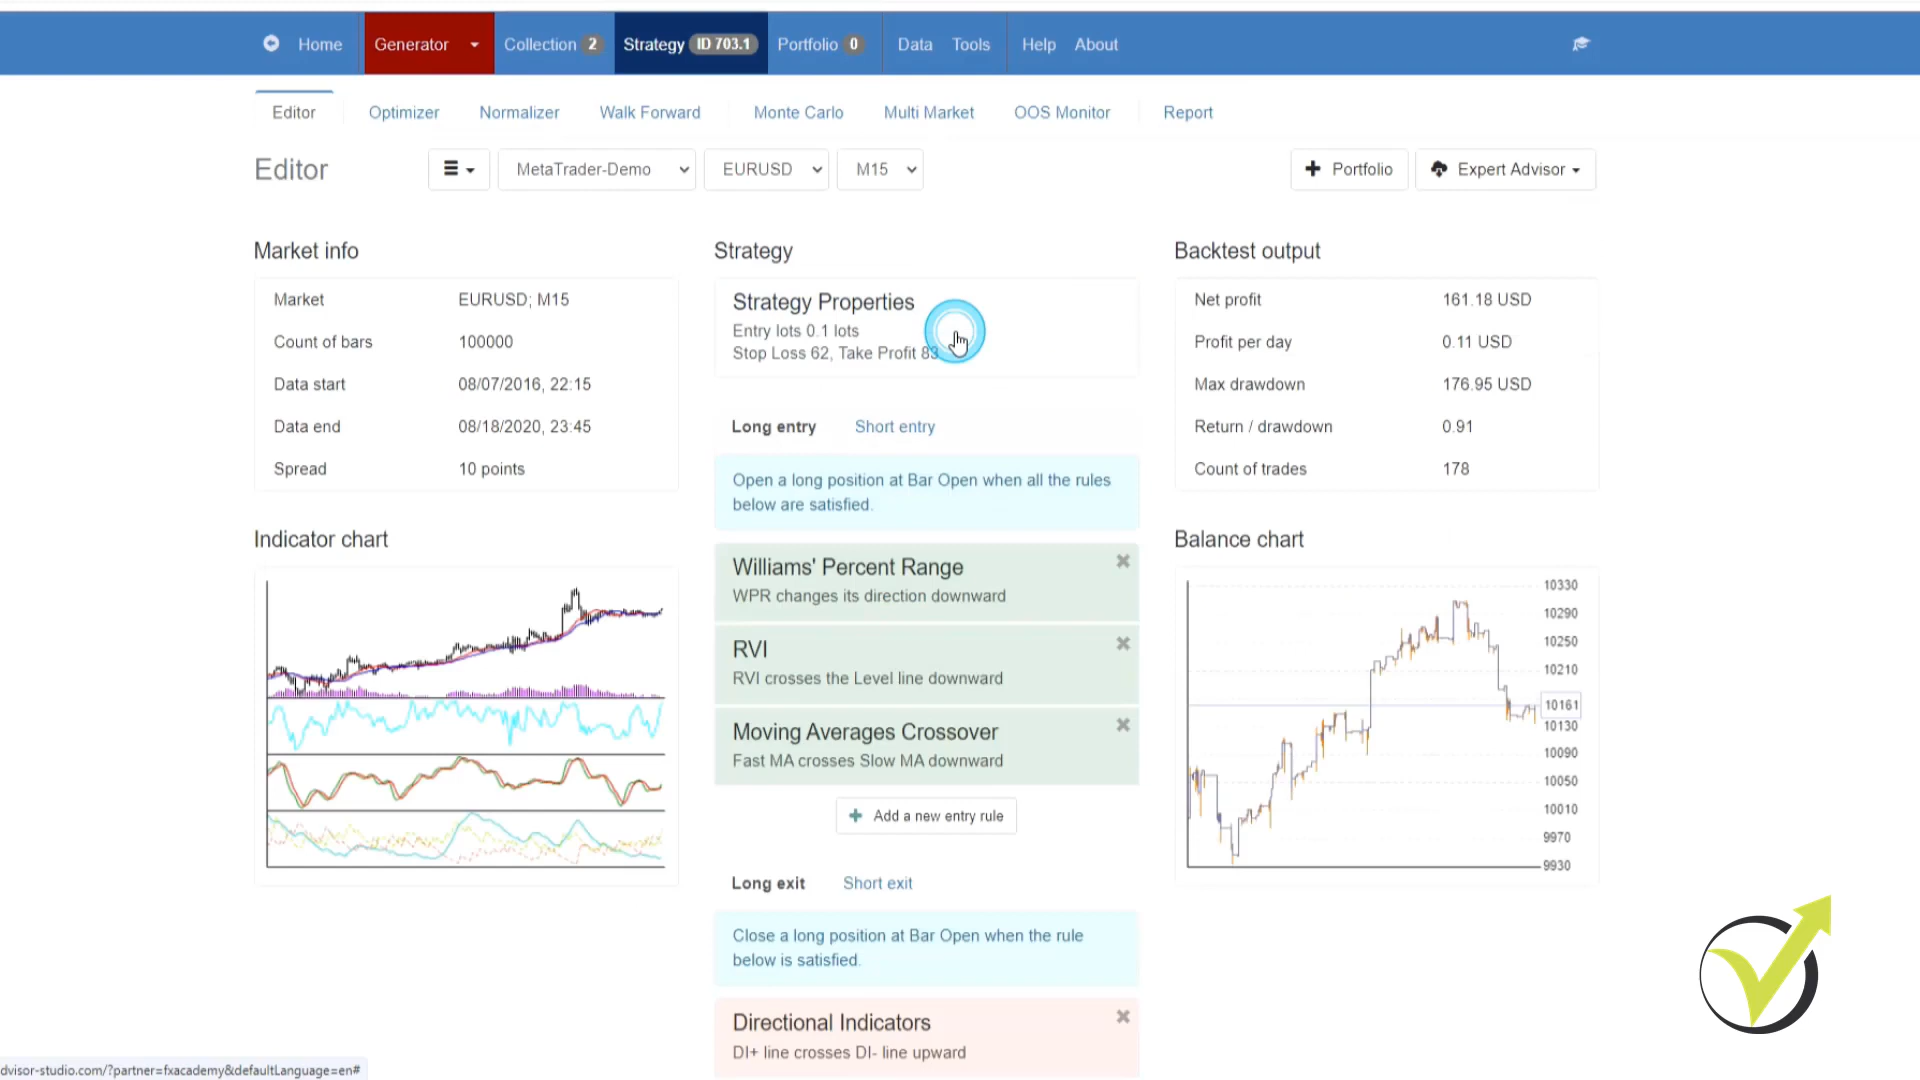 Home
Generator
Collection 2
Strategy ID 703.1
Portfolio 0
Data
Tools
Help
About
Editor
Optimizer
Normalizer
Walk Forward
Monte Carlo
Multi Market
OOS Monitor
Report
Editor
MetaTrader-Demo
EURUSD
M15
Portfolio
Expert Advisor
Market info
Market EURUSD; M15
Count of bars 100000
Data start 08/07/2016, 22:15
Data end 08/18/2020, 23:45
Spread 10 points
Indicator chart
Strategy
Strategy Properties
Entry lots 0.1 lots
Stop Loss 62, Take Profit 83
Long entry
Short entry
Open a long position at Bar Open when all the rules
below are satisfied.
Williams' Percent Range
WPR changes its direction downward
RVI
RVI crosses the Level line downward
Moving Averages Crossover
Fast MA crosses Slow MA downward
Add a new entry rule
Long exit
Short exit
Close a long position at Bar Open when the rule
below is satisfied.
Directional Indicators
DI+ line crosses DI- line upward
Backtest output
Net profit 161.18 USD
Profit per day 0.11 USD
Max drawdown 176.95 USD
Return / drawdown 0.91
Count of trades 178
Balance chart
10330
10290
10250
10210
10161
10130
10090
10050
10010
9970
9930
dvisor-studio.com/?partner=fxacademy&defaultLanguage=en#